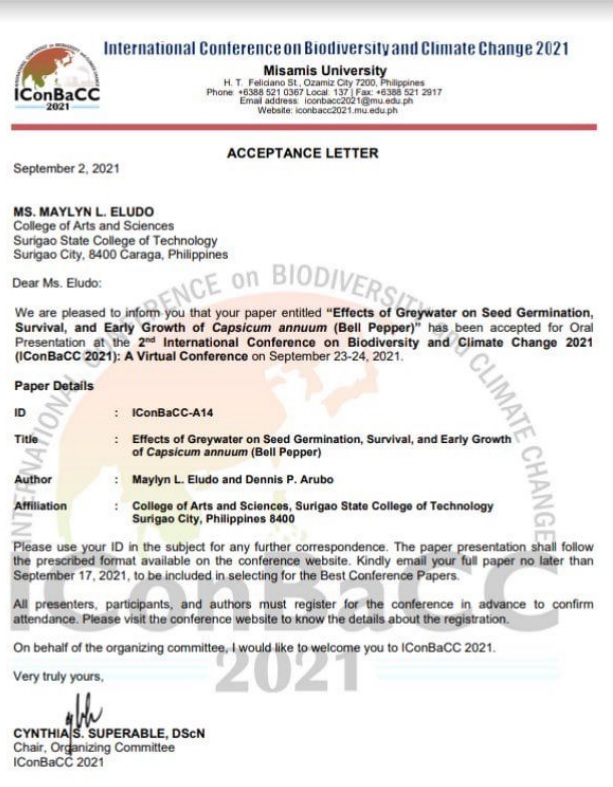 International Conference on Biodiversity and Climate Change 2021
Misamis University
H. T. Feliciano St., Ozamiz City 7200, Philippines
Phone: +6388 521 0367 Local: 137 | Fax: +6388 521 2917
Email address: iconbacc2021@mu.edu.ph
Website: iconbacc2021.mu.edu.ph
IConBaCC
2021
ACCEPTANCE LETTER
September 2, 2021
MS. MAYLYN L. ELUDO
College of Arts and Sciences
Surigao State College of Technology
Surigao City, 8400 Caraga, Philippines
Dear Ms. Eludo:
We are pleased to inform you that your paper entitled “Effects of Greywater on Seed Germination,
Survival, and Early Growth of Capsicum annuum (Bell Pepper)” has been accepted for Oral
Presentation at the 2nd International Conference on Biodiversity and Climate Change 2021
(IConBaCC 2021): A Virtual Conference on September 23-24, 2021.
Paper Details
ID : IConBaCC-A14
Title : Effects of Greywater on Seed Germination, Survival, and Early Growth
of Capsicum annuum (Bell Pepper)
Author : Maylyn L. Eludo and Dennis P. Arubo
Affiliation : College of Arts and Sciences, Surigao State College of Technology
Surigao City, Philippines 8400
Please use your ID in the subject for any further correspondence. The paper presentation shall follow
the prescribed format available on the conference website. Kindly email your full paper no later than
September 17, 2021, to be included in selecting for the Best Conference Papers.
All presenters, participants, and authors must register for the conference in advance to confirm
attendance. Please visit the conference website to know the details about the registration.
On behalf of the organizing committee, I would like to welcome you to IConBaCC 2021.
Very truly yours,
CYNTHIA S. SUPERABLE, DScN
Chair, Organizing Committee
IConBaCC 2021
INTERNATIONAL CONFERENCE on BIODIVERSITY and CLIMATE CHANGE
IConBaCC
2021